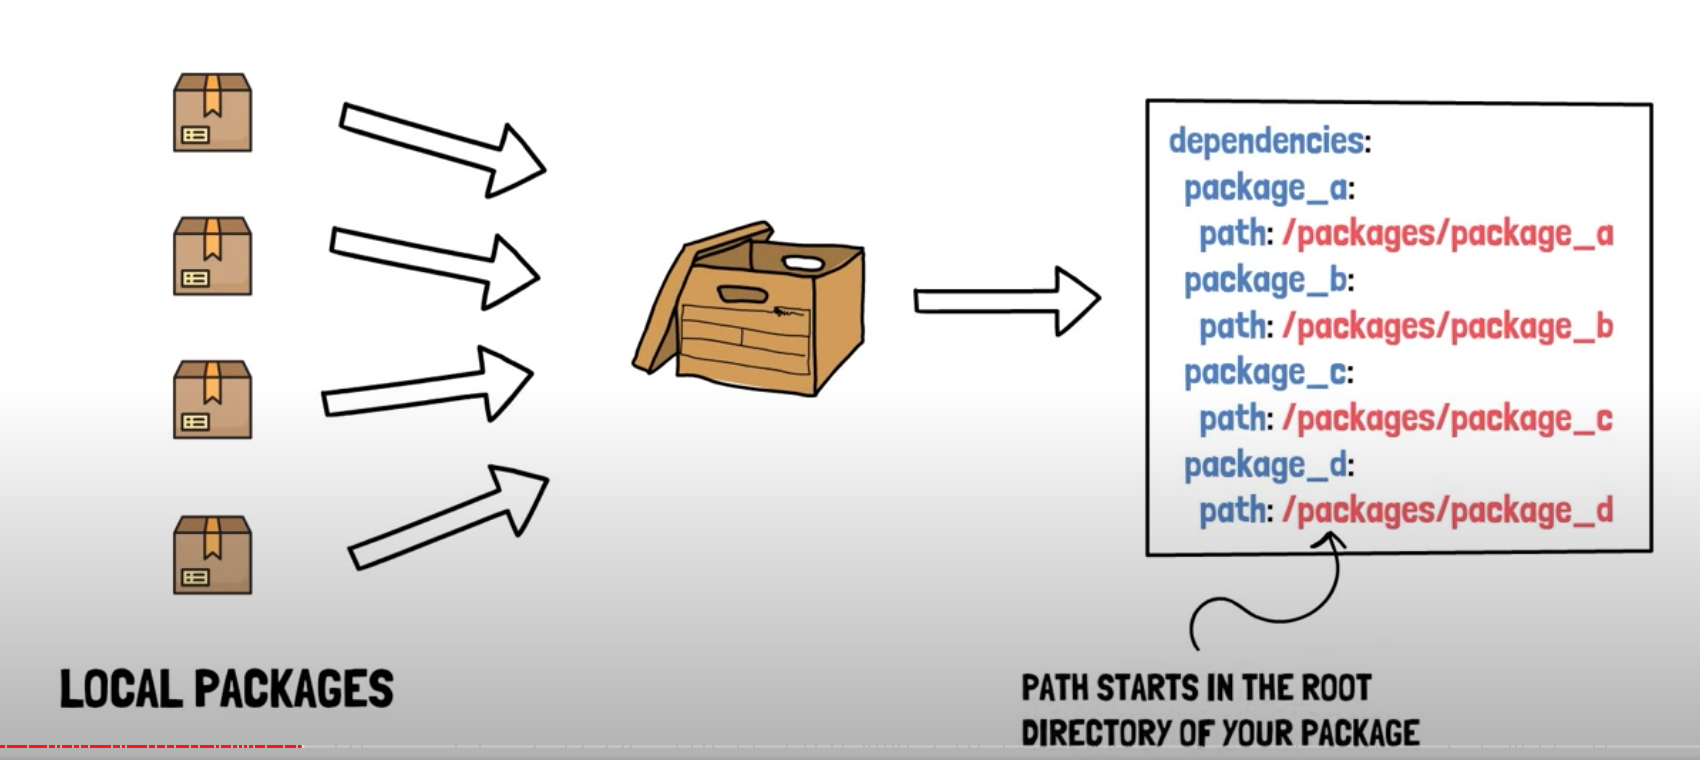 dependencies:
package_a:
path: /packages/package_a
package_b:
path: /packages/package_b
package_c:
path: /packages/package_c
package_d:
path: /packages/package_d
LOCAL PACKAGES
PATH STARTS IN THE ROOT
DIRECTORY OF YOUR PACKAGE